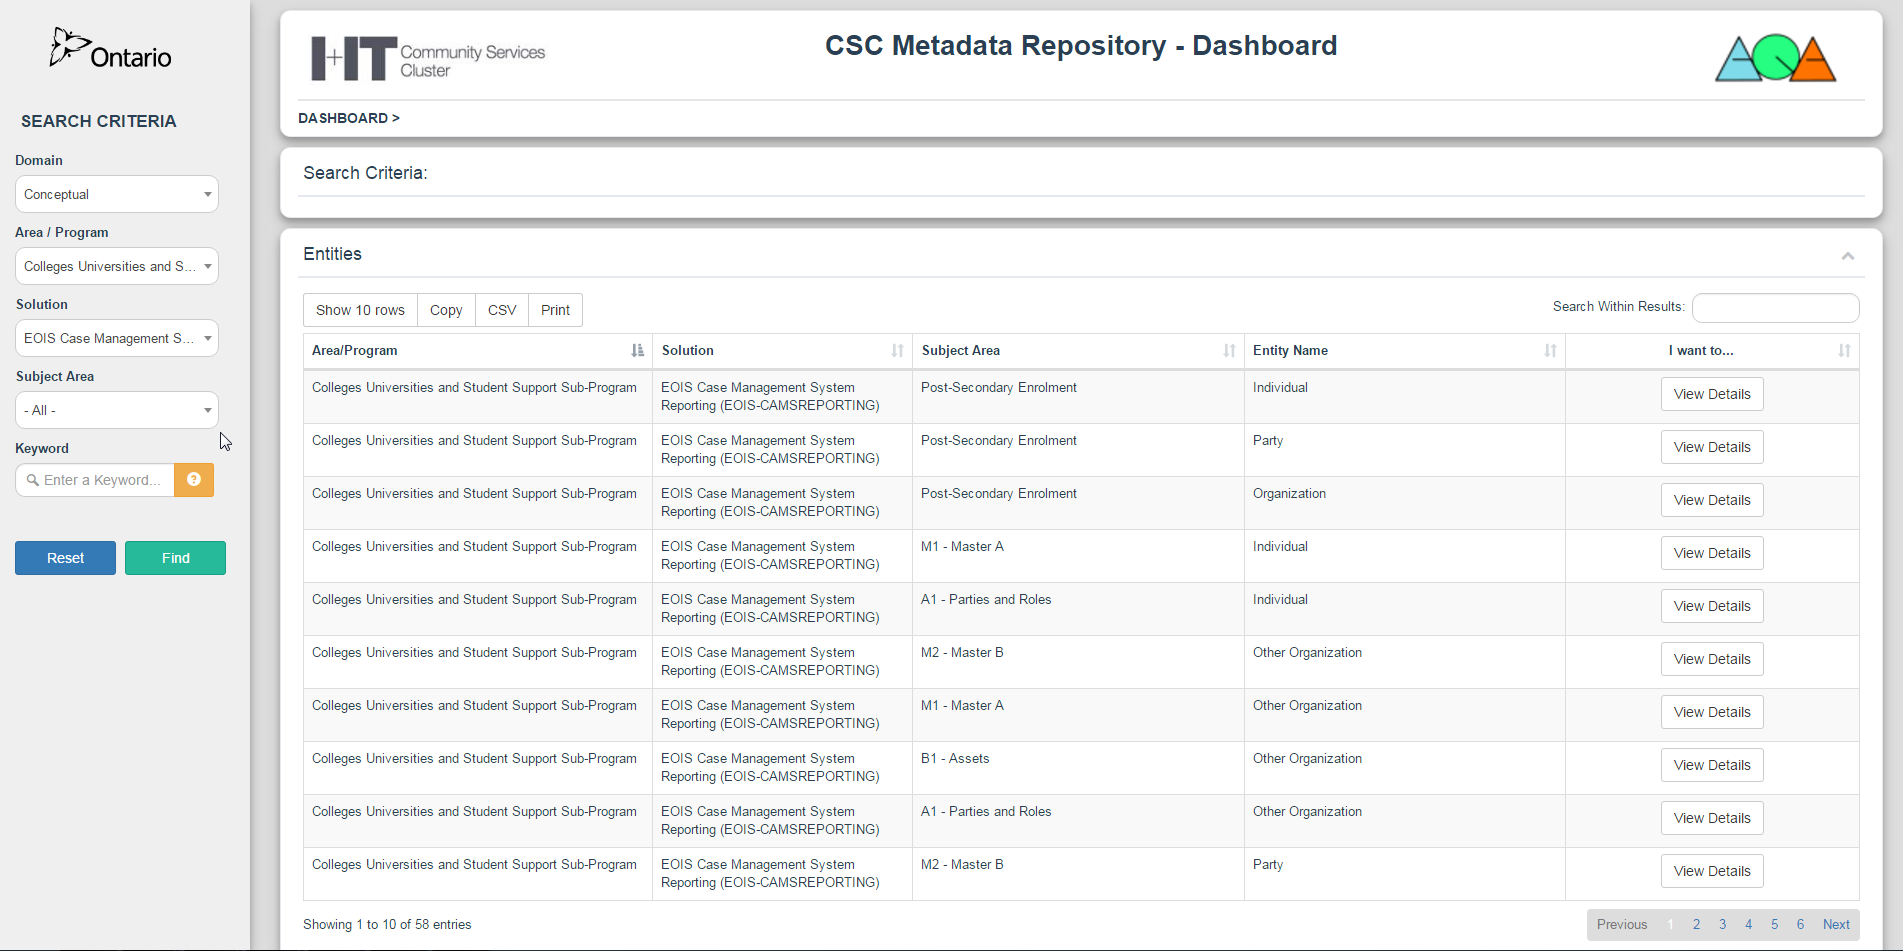 Ontario
SEARCH CRITERIA
Domain
Conceptual
Area / Program
Colleges Universities and S...
Solution
EOIS Case Management S...
Subject Area
- All -
Keyword
Enter a Keyword...
?
Reset
Find
I+IT Community Services
Cluster
CSC Metadata Repository - Dashboard
AQA
DASHBOARD >
Search Criteria:
Entities
Show 10 rows
Copy
CSV
Print
Search Within Results:
Area/Program
Solution
Subject Area
Entity Name
I want to...
Colleges Universities and Student Support Sub-Program
EOIS Case Management System
Reporting (EOIS-CAMSREPORTING)
Post-Secondary Enrolment
Individual
View Details
Colleges Universities and Student Support Sub-Program
EOIS Case Management System
Reporting (EOIS-CAMSREPORTING)
Post-Secondary Enrolment
Party
View Details
Colleges Universities and Student Support Sub-Program
EOIS Case Management System
Reporting (EOIS-CAMSREPORTING)
Post-Secondary Enrolment
Organization
View Details
Colleges Universities and Student Support Sub-Program
EOIS Case Management System
Reporting (EOIS-CAMSREPORTING)
M1 - Master A
Individual
View Details
Colleges Universities and Student Support Sub-Program
EOIS Case Management System
Reporting (EOIS-CAMSREPORTING)
A1 - Parties and Roles
Individual
View Details
Colleges Universities and Student Support Sub-Program
EOIS Case Management System
Reporting (EOIS-CAMSREPORTING)
M2 - Master B
Other Organization
View Details
Colleges Universities and Student Support Sub-Program
EOIS Case Management System
Reporting (EOIS-CAMSREPORTING)
M1 - Master A
Other Organization
View Details
Colleges Universities and Student Support Sub-Program
EOIS Case Management System
Reporting (EOIS-CAMSREPORTING)
B1 - Assets
Other Organization
View Details
Colleges Universities and Student Support Sub-Program
EOIS Case Management System
Reporting (EOIS-CAMSREPORTING)
A1 - Parties and Roles
Other Organization
View Details
Colleges Universities and Student Support Sub-Program
EOIS Case Management System
Reporting (EOIS-CAMSREPORTING)
M2 - Master B
Party
View Details
Showing 1 to 10 of 58 entries
Previous 1 2 3 4 5 6 Next